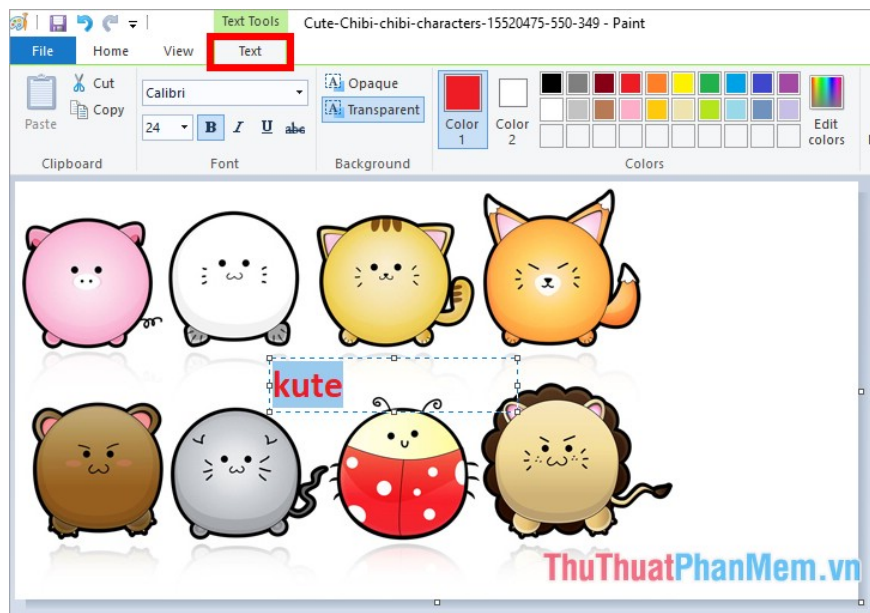 Text Tools
Cute-Chibi-chibi-characters-15520475-550-349 - Paint
File
Home
View
Text
Paste
Cut
Copy
Clipboard
Calibri
24
B
I
U
abc
Font
Opaque
Transparent
Background
Color
1
Color
2
Edit
colors
Colors
kute
ThuThuatPhanMem.vn